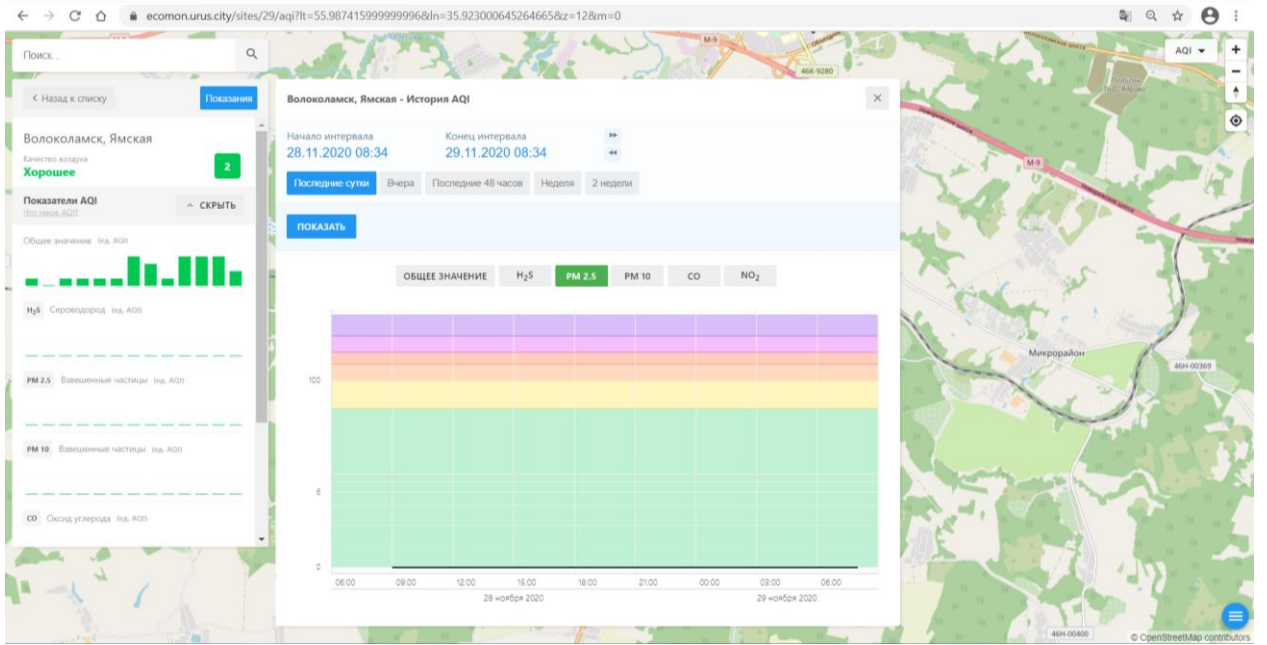 ecomon.urus.city/sites/29/aqi?lt=55.987415999999996&ln=35.923000645264665&z=12&m=0
Поиск...
М-9
46К-9280
AQI
Назад к списку
Показания
Волоколамск, Ямская - История AQI
Волоколамск, Ямская
Качество воздуха
Хорошее
2
Начало интервала
Конец интервала
28.11.2020 08:34
29.11.2020 08:34
Последние сутки
Вчера
Последние 48 часов
Неделя
2 недели
Показатели AQI
Что такое AQI?
СКРЫТЬ
ПОКАЗАТЬ
Общее значение (ед. AQI)
ОБЩЕЕ ЗНАЧЕНИЕ
H2S
PM 2.5
PM 10
CO
NO2
H2S Сероводород (ед. AQI)
PM 2.5 Взвешенные частицы (ед. AQI)
PM 10 Взвешенные частицы (ед. AQI)
CO Оксид углерода (ед. AQI)
100
6
0
06:00
09:00
12:00
15:00
18:00
21:00
00:00
03:00
06:00
28 ноября 2020
29 ноября 2020
М-9
Новорижское шоссе
Микрорайон
46Н-00369
46Н-00400
© OpenStreetMap contributors